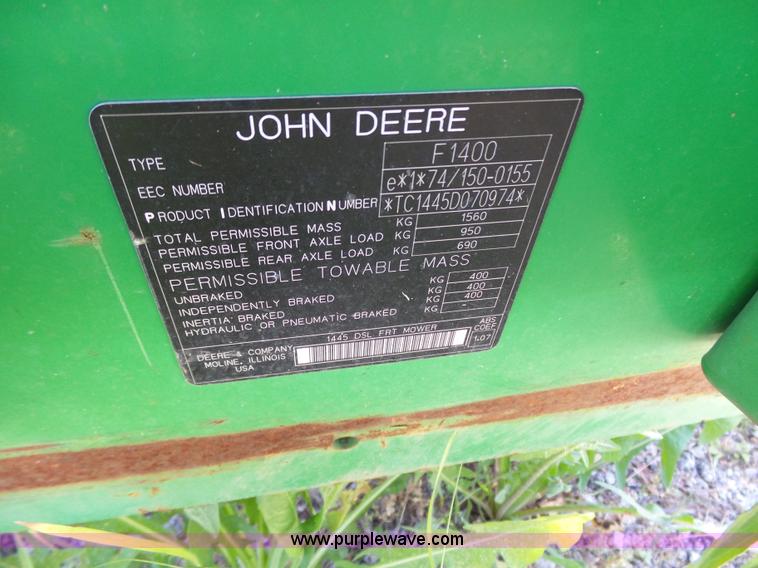 JOHN DEERE
TYPE F1400
EEC NUMBER e*1*74/150-0155
PRODUCT IDENTIFICATION NUMBER *TC1445D070974*
TOTAL PERMISSIBLE MASS KG 1560
PERMISSIBLE FRONT AXLE LOAD KG 950
PERMISSIBLE REAR AXLE LOAD KG 690
PERMISSIBLE TOWABLE MASS
UNBRAKED KG 400
INDEPENDENTLY BRAKED KG 400
INERTIA: BRAKED KG 400
HYDRAULIC OR PNEUMATIC BRAKED KG -
1445 DSL FRT MOWER
DEERE & COMPANY
MOLINE, ILLINOIS
USA
ABS
COEF
1.07
www.purplewave.com